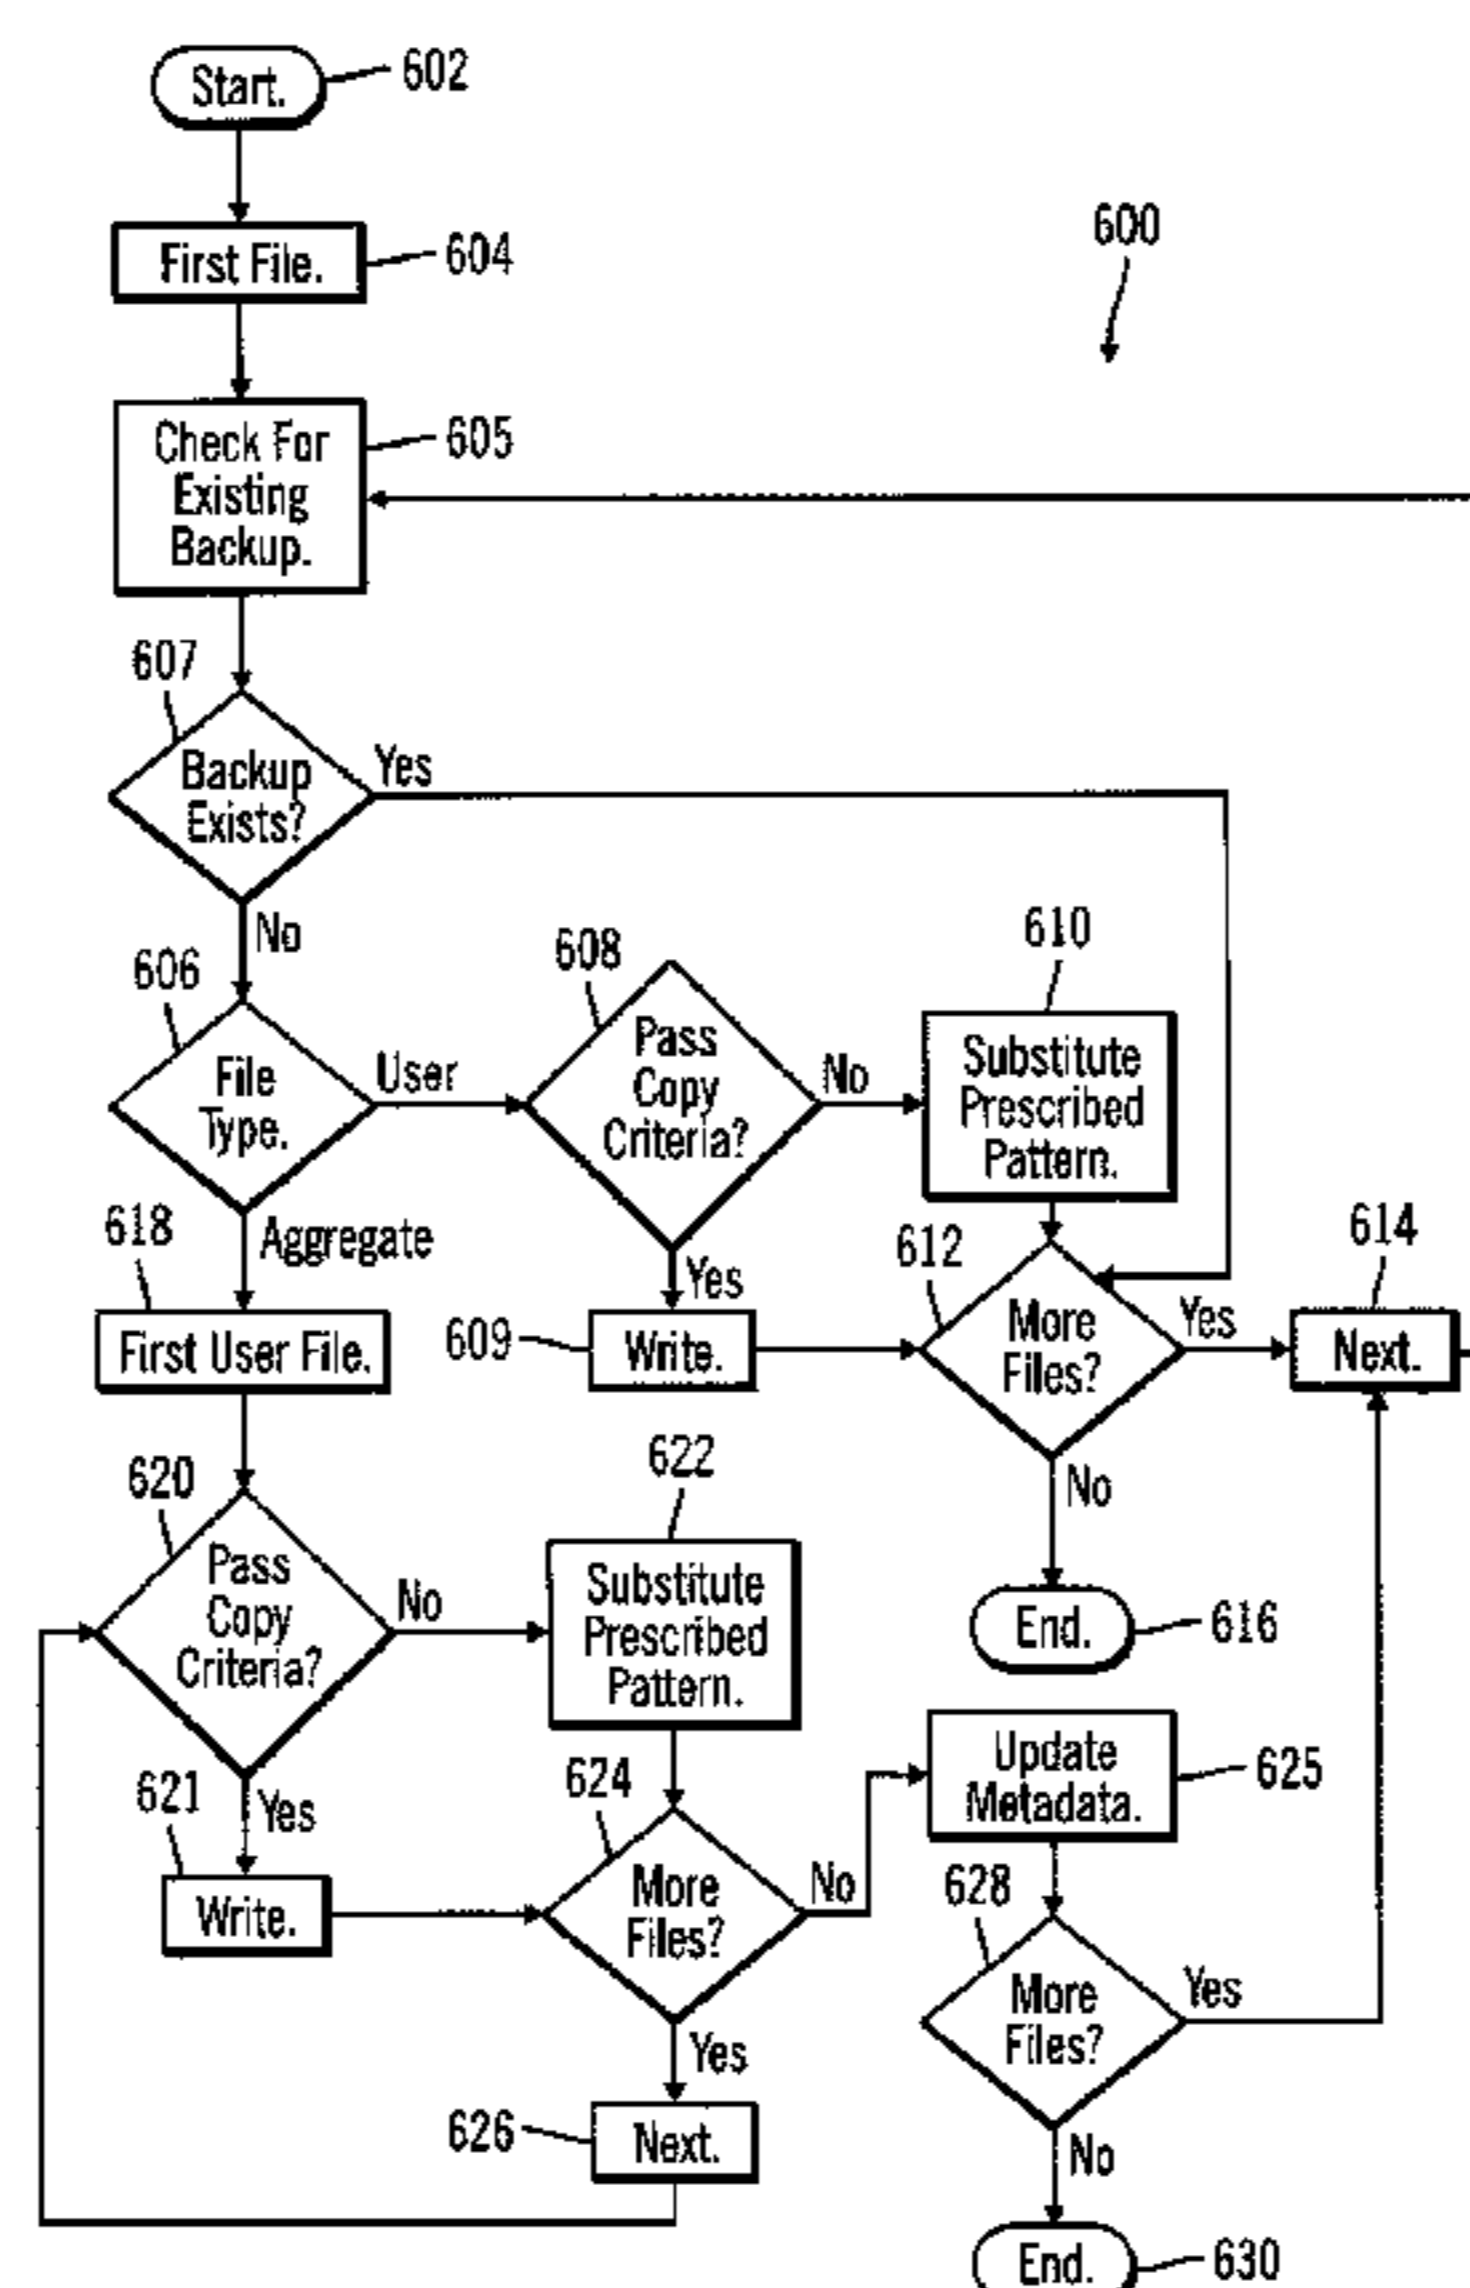 Start.
602
First File.
604
600
Check For
Existing
Backup.
605
607
Backup
Exists?
Yes
No
606
File
Type.
User
Aggregate
608
Pass
Copy
Criteria?
No
Yes
610
Substitute
Prescribed
Pattern.
618
First User File.
609
Write.
612
More
Files?
Yes
No
614
Next.
End.
616
620
Pass
Copy
Criteria?
No
Yes
622
Substitute
Prescribed
Pattern.
621
Write.
624
More
Files?
No
Yes
Update
Metadata.
625
628
More
Files?
Yes
No
626
Next.
End.
630